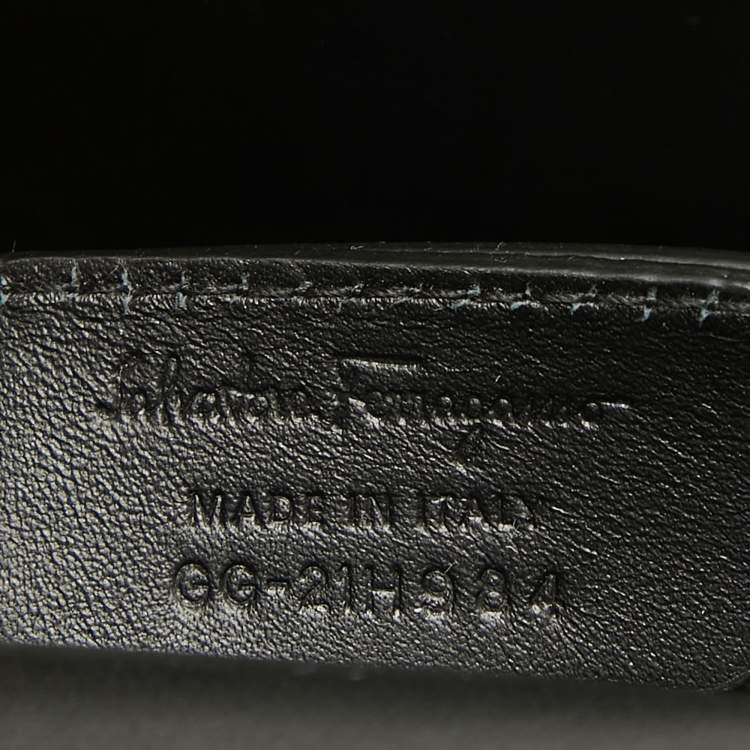 Salvatore Ferragamo
MADE IN ITALY
GG-21H984